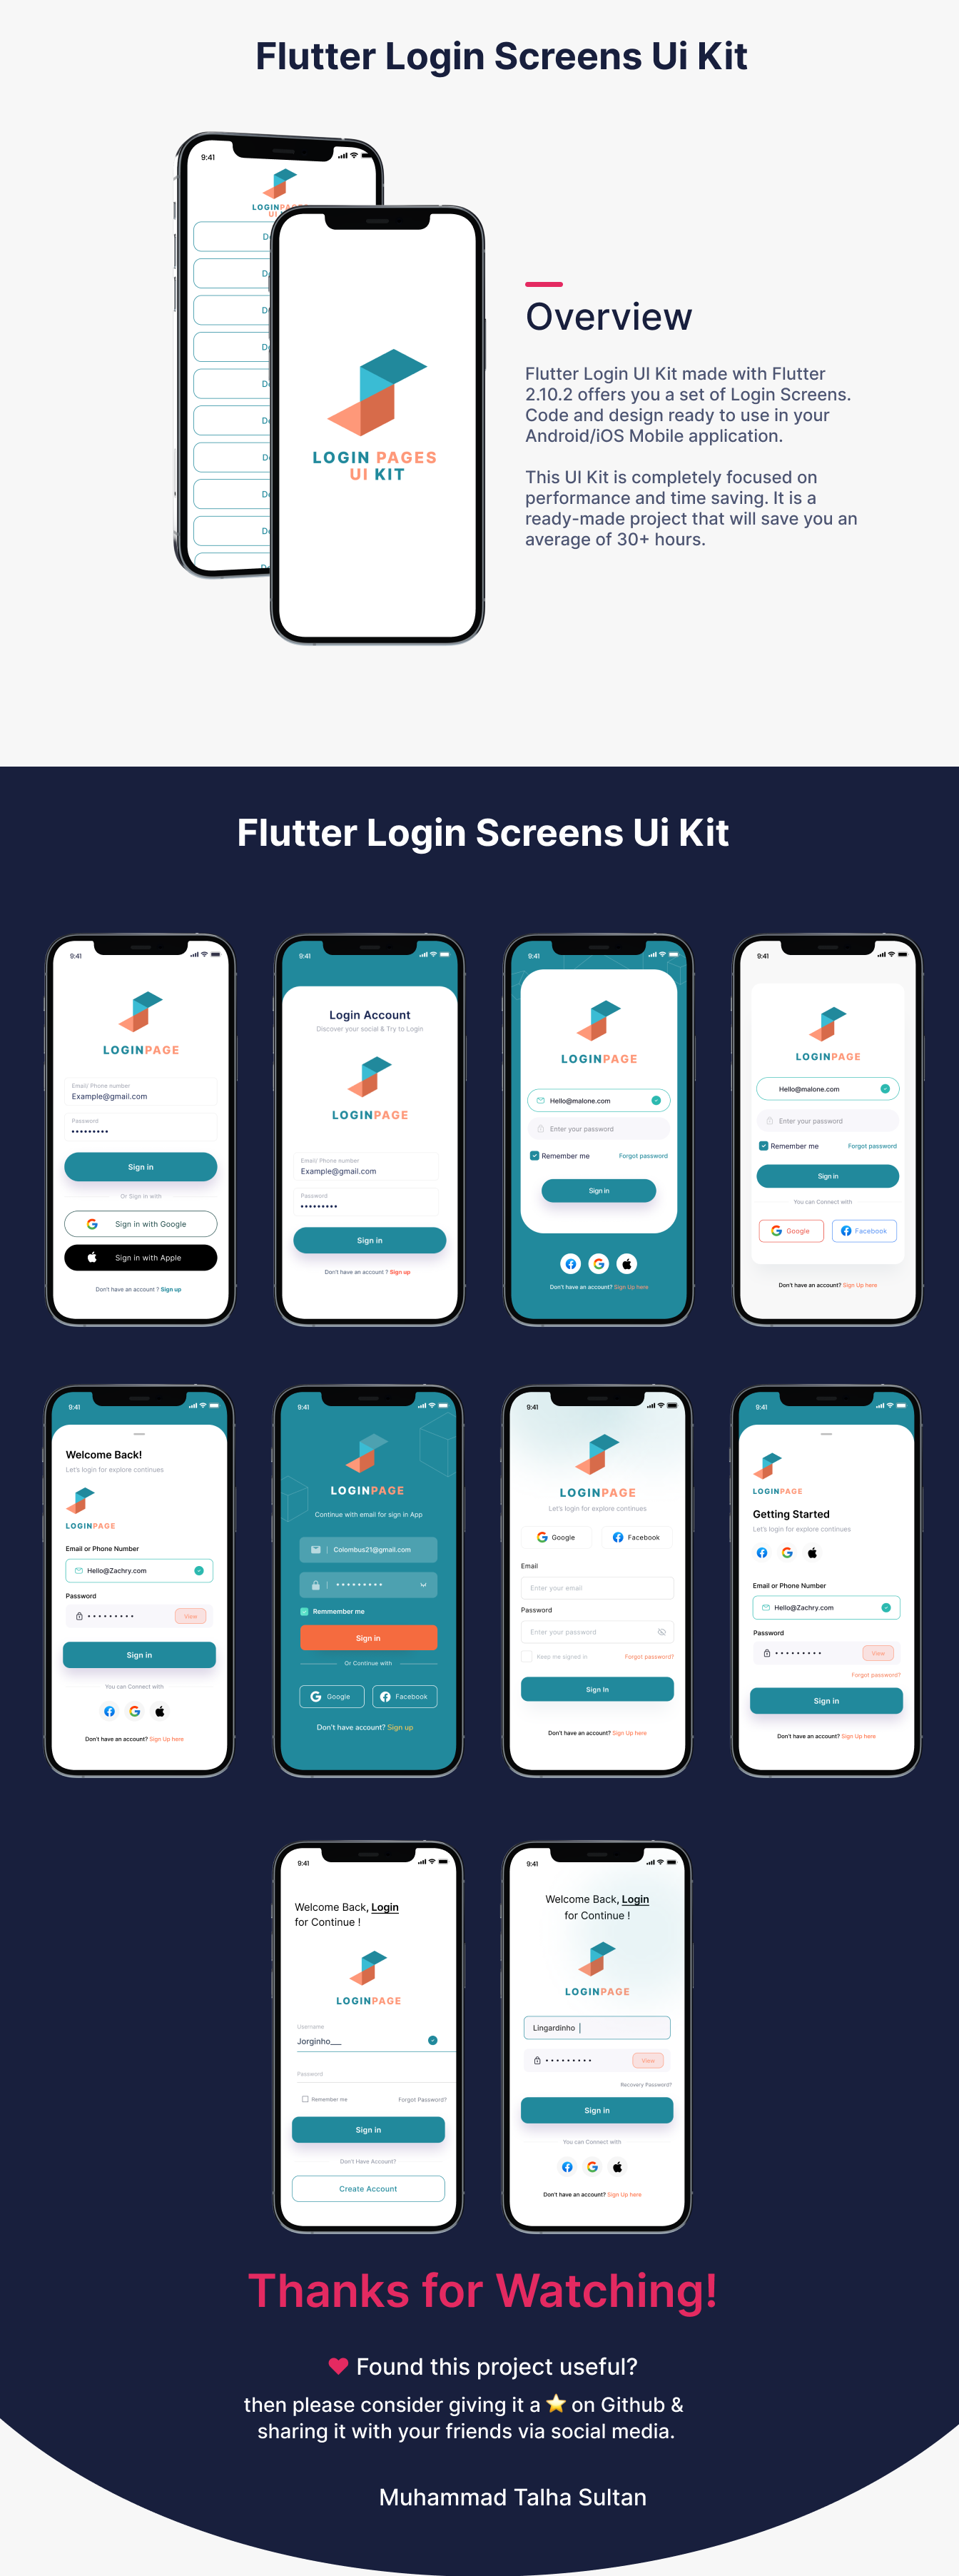 Flutter Login Screens Ui Kit
9:41
LOGINPA
UI
LOGIN PAGES
UI KIT
Overview
Flutter Login UI Kit made with Flutter
2.10.2 offers you a set of Login Screens.
Code and design ready to use in your
Android/iOS Mobile application.
This UI Kit is completely focused on
performance and time saving. It is a
ready-made project that will save you an
average of 30+ hours.
Flutter Login Screens Ui Kit
9:41
LOGINPAGE
Email/ Phone number
Example@gmail.com
Password
Sign in
Or Sign in with
Sign in with Google
Sign in with Apple
Don't have an account ? Sign up
9:41
Login Account
Discover your social & Try to Login
LOGINPAGE
Email/ Phone number
Example@gmail.com
Password
Sign in
Don't have an account ? Sign up
9:41
LOGINPAGE
Hello@malone.com
Enter your password
Remember me Forgot password
Sign in
Don't have an account? Sign Up here
9:41
LOGINPAGE
Hello@malone.com
Enter your password
Remember me Forgot password
Sign in
You can Connect with
Google Facebook
Don't have an account? Sign Up here
9:41
Welcome Back!
Let's login for explore continues
LOGINPAGE
Email or Phone Number
Hello@Zachry.com
Password
View
Sign in
You can Connect with
Don't have an account? Sign Up here
9:41
LOGINPAGE
Continue with email for sign in App
Colombus21@gmail.com
Remmember me
Sign in
Or Continue with
Google Facebook
Don't have account? Sign up
9:41
LOGINPAGE
Let's login for explore continues
Google Facebook
Email
Enter your email
Password
Enter your password
Keep me signed in Forgot password?
Sign In
Don't have an account? Sign Up here
9:41
LOGINPAGE
Getting Started
Let's login for explore continues
Email or Phone Number
Hello@Zachry.com
Password
View
Forgot password?
Sign in
Don't have an account? Sign Up here
9:41
Welcome Back, Login
for Continue !
LOGINPAGE
Username
Jorginho__
Password
Remember me Forgot Password?
Sign in
Don't Have Account?
Create Account
9:41
Welcome Back, Login
for Continue !
LOGINPAGE
Lingardinho |
View
Recovery Password?
Sign in
You can Connect with
Don't have an account? Sign Up here
Thanks for Watching!
Found this project useful?
then please consider giving it a ⭐ on Github &
sharing it with your friends via social media.
Muhammad Talha Sultan